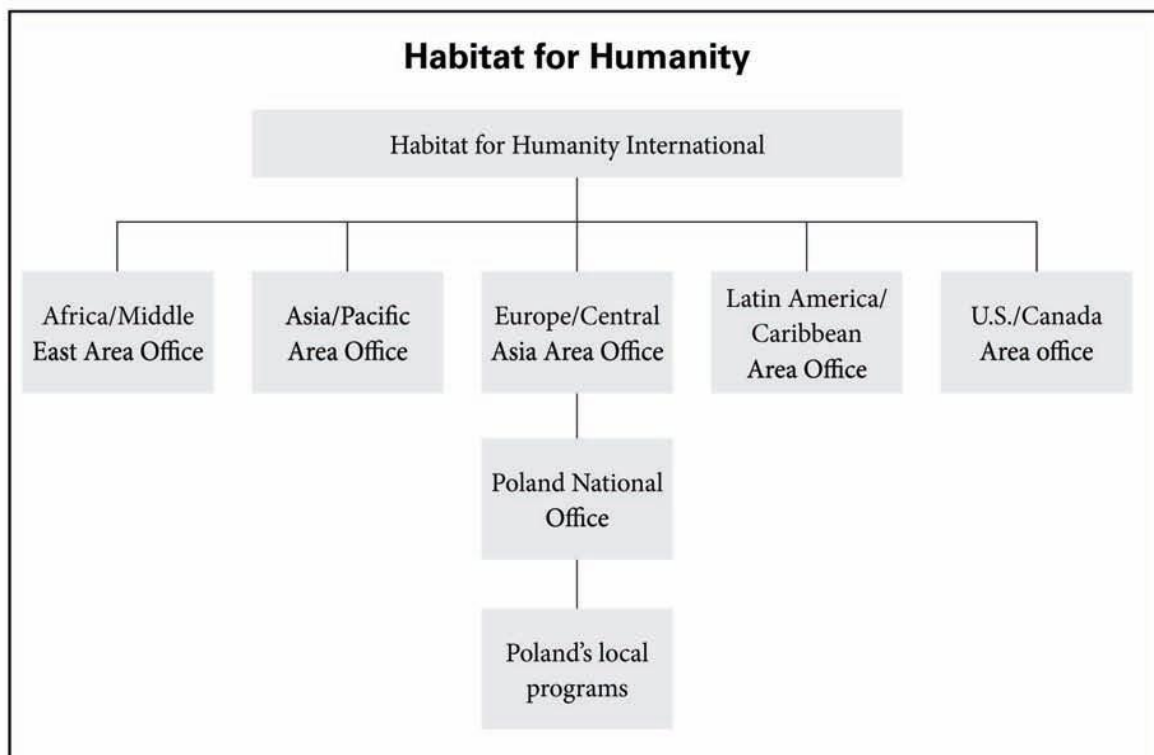 Habitat for Humanity
Habitat for Humanity International
Africa/Middle
East Area Office
Asia/Pacific
Area Office
Europe/Central
Asia Area Office
Latin America/
Caribbean
Area Office
U.S./Canada
Area office
Poland National
Office
Poland’s local
programs